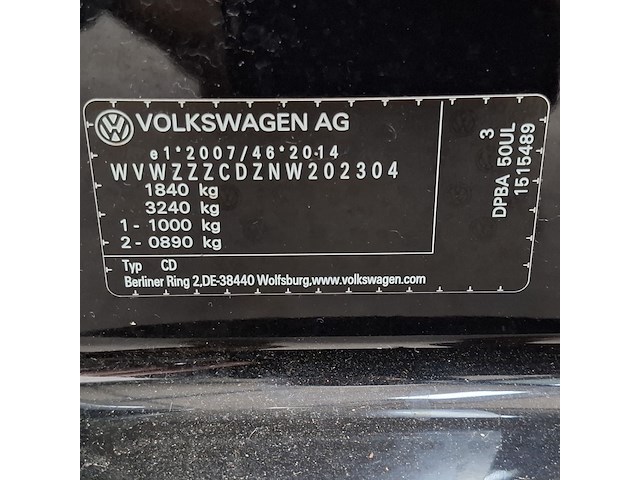 VOLKSWAGEN AG
e1*2007/46*2014
WVWZZZCDZNW202304
1840 kg
3240 kg
1 - 1000 kg
2 - 0890 kg
Typ CD
Berliner Ring 2,DE-38440 Wolfsburg,www.volkswagen.com
3
DPBA 50UL
1515489